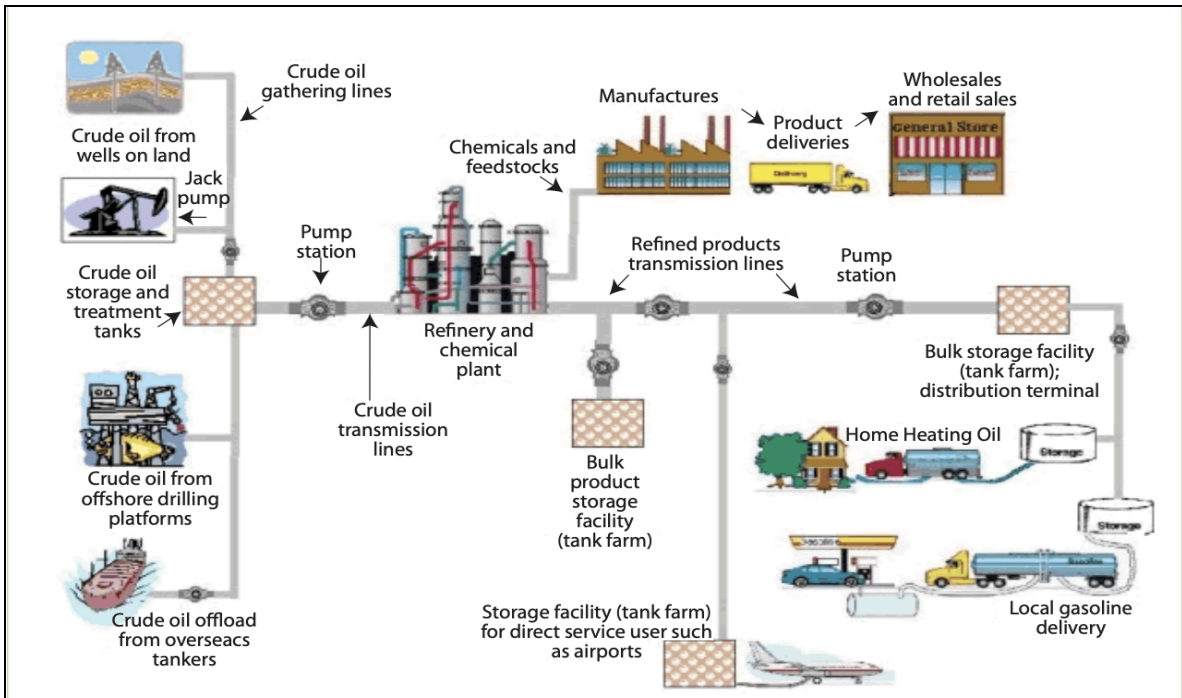 Crude oil
gathering lines
Crude oil from
wells on land
Jack
pump
Crude oil
storage and
treatment
tanks
Pump
station
Crude oil
transmission
lines
Crude oil from
offshore drilling
platforms
Crude oil offload
from overseacs
tankers
Refinery and
chemical
plant
Chemicals and
feedstocks
Manufactures
Product
deliveries
Delivery
Wholesales
and retail sales
General Store
Refined products
transmission lines
Pump
station
Bulk
product
storage
facility
(tank farm)
Bulk storage facility
(tank farm);
distribution terminal
Home Heating Oil
Storage
Storage
Gasoline
Gasoline
Local gasoline
delivery
Storage facility (tank farm)
for direct service user such
as airports